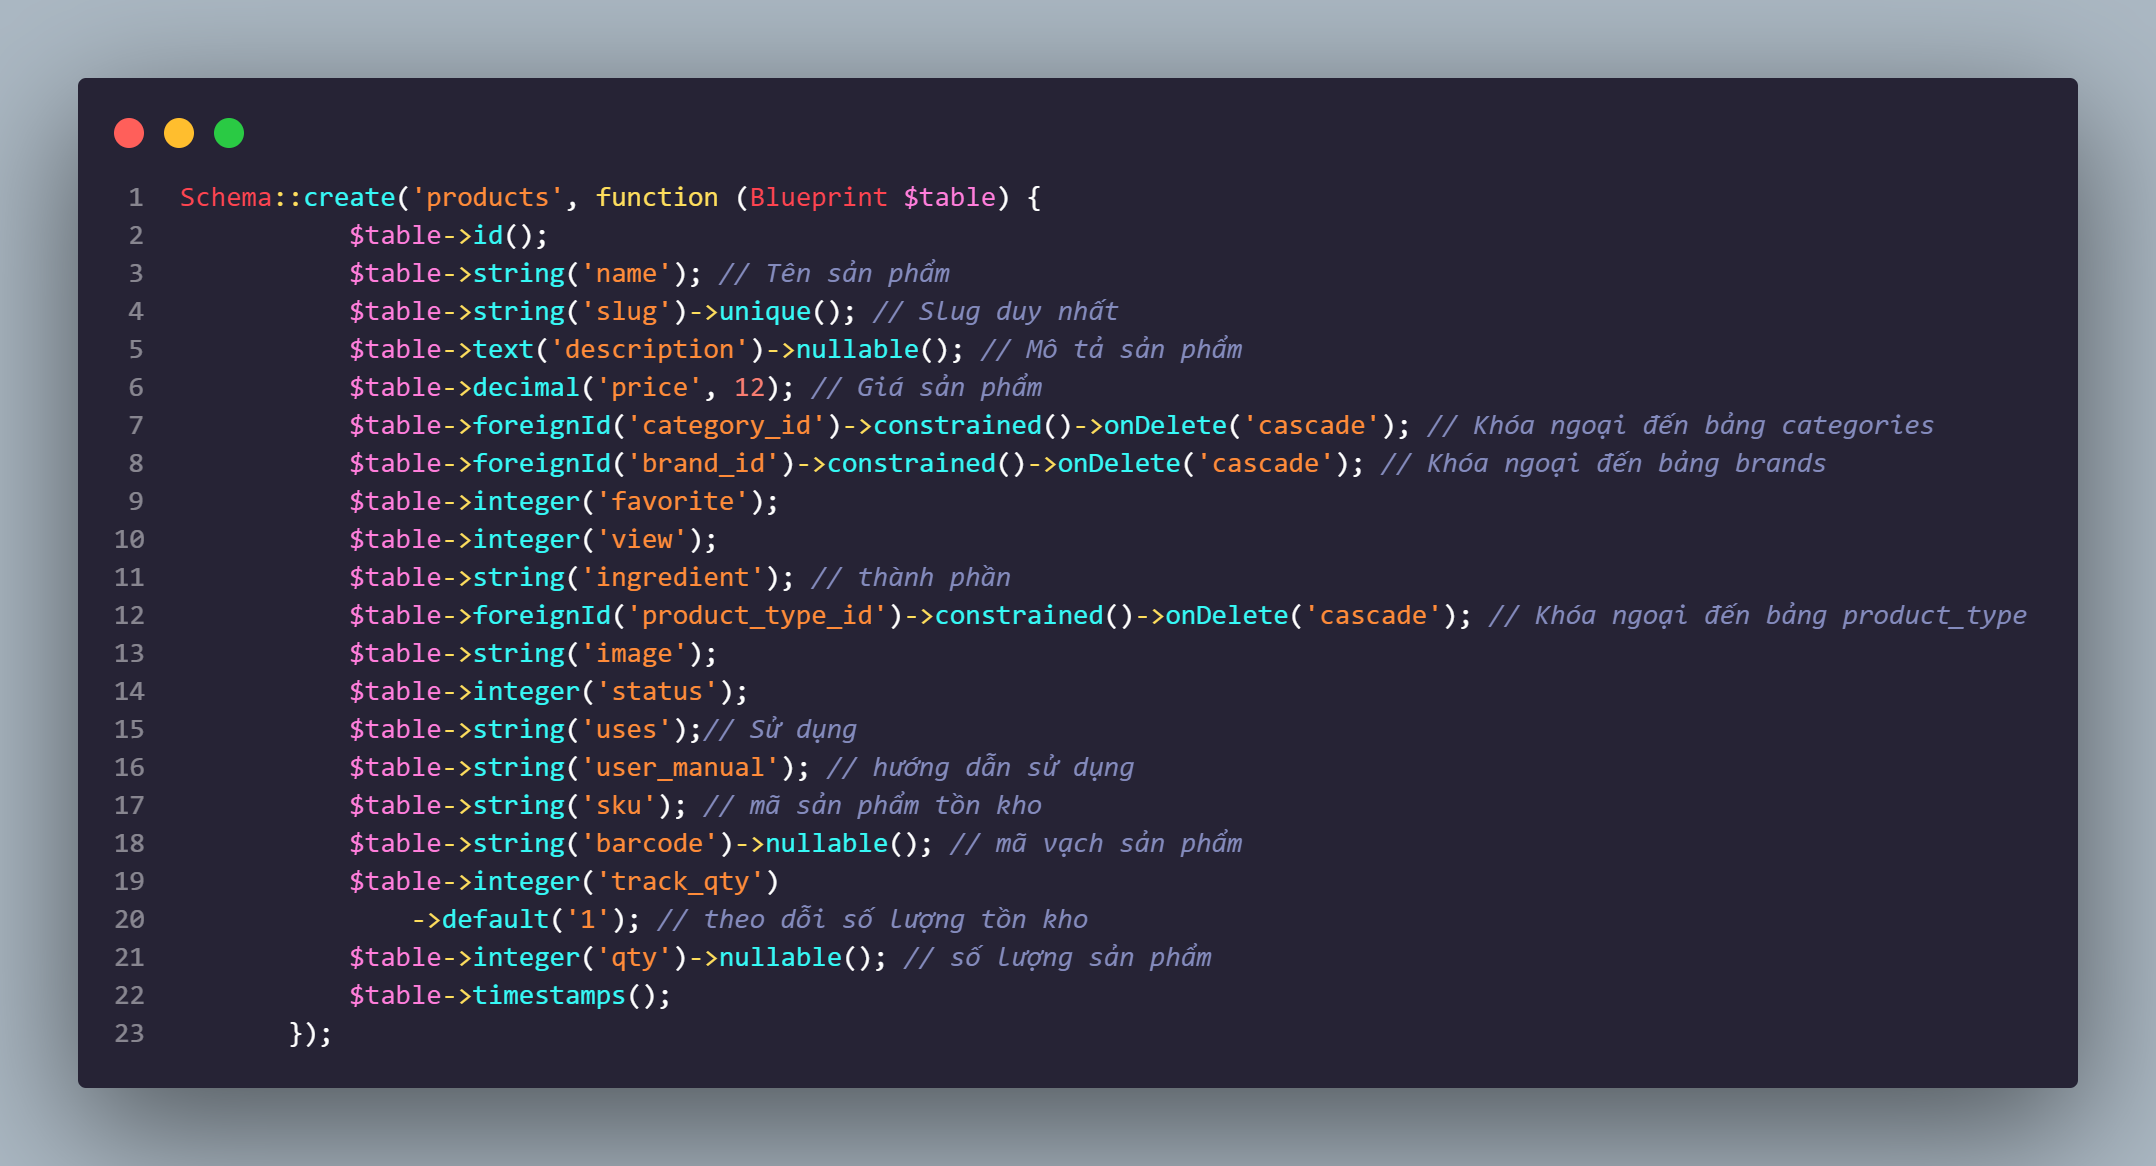 1 Schema::create('products', function (Blueprint $table) {
2 $table->id();
3 $table->string('name'); // Tên sản phẩm
4 $table->string('slug')->unique(); // Slug duy nhất
5 $table->text('description')->nullable(); // Mô tả sản phẩm
6 $table->decimal('price', 12); // Giá sản phẩm
7 $table->foreignId('category_id')->constrained()->onDelete('cascade'); // Khóa ngoại đến bảng categories
8 $table->foreignId('brand_id')->constrained()->onDelete('cascade'); // Khóa ngoại đến bảng brands
9 $table->integer('favorite');
10 $table->integer('view');
11 $table->string('ingredient'); // thành phần
12 $table->foreignId('product_type_id')->constrained()->onDelete('cascade'); // Khóa ngoại đến bảng product_type
13 $table->string('image');
14 $table->integer('status');
15 $table->string('uses');// Sử dụng
16 $table->string('user_manual'); // hướng dẫn sử dụng
17 $table->string('sku'); // mã sản phẩm tồn kho
18 $table->string('barcode')->nullable(); // mã vạch sản phẩm
19 $table->integer('track_qty')
20 ->default('1'); // theo dỗi số lượng tồn kho
21 $table->integer('qty')->nullable(); // số lượng sản phẩm
22 $table->timestamps();
23 });